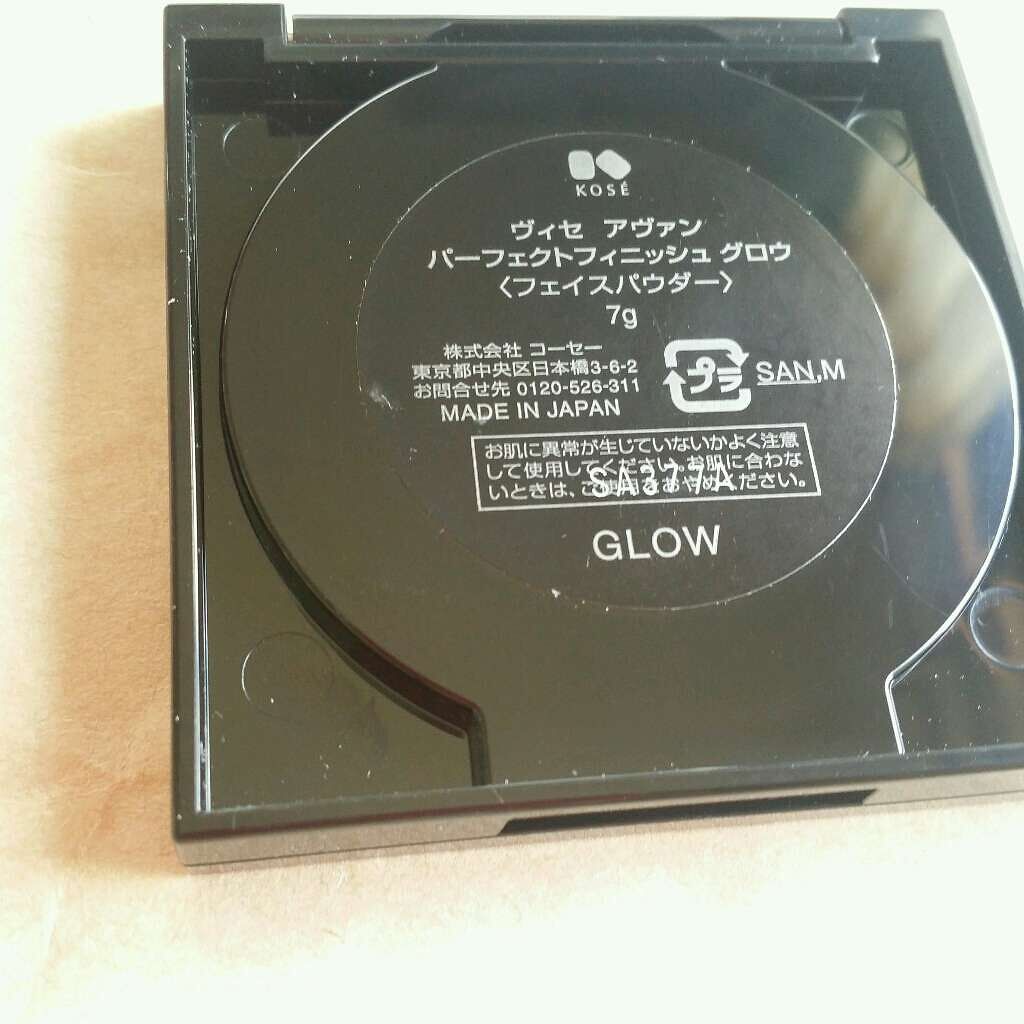 KOSÉ
ヴィセ アヴァン
パーフェクトフィニッシュ グロウ
〈フェイスパウダー〉
7g
株式会社 コーセー
東京都中央区日本橋3-6-2
お問合せ先 0120-526-311
MADE IN JAPAN
プラ
SAN,M
お肌に異常が生じていないかよく注意
して使用してください。お肌に合わな
いときは、ご使用をおやめください。
SA377A
GLOW